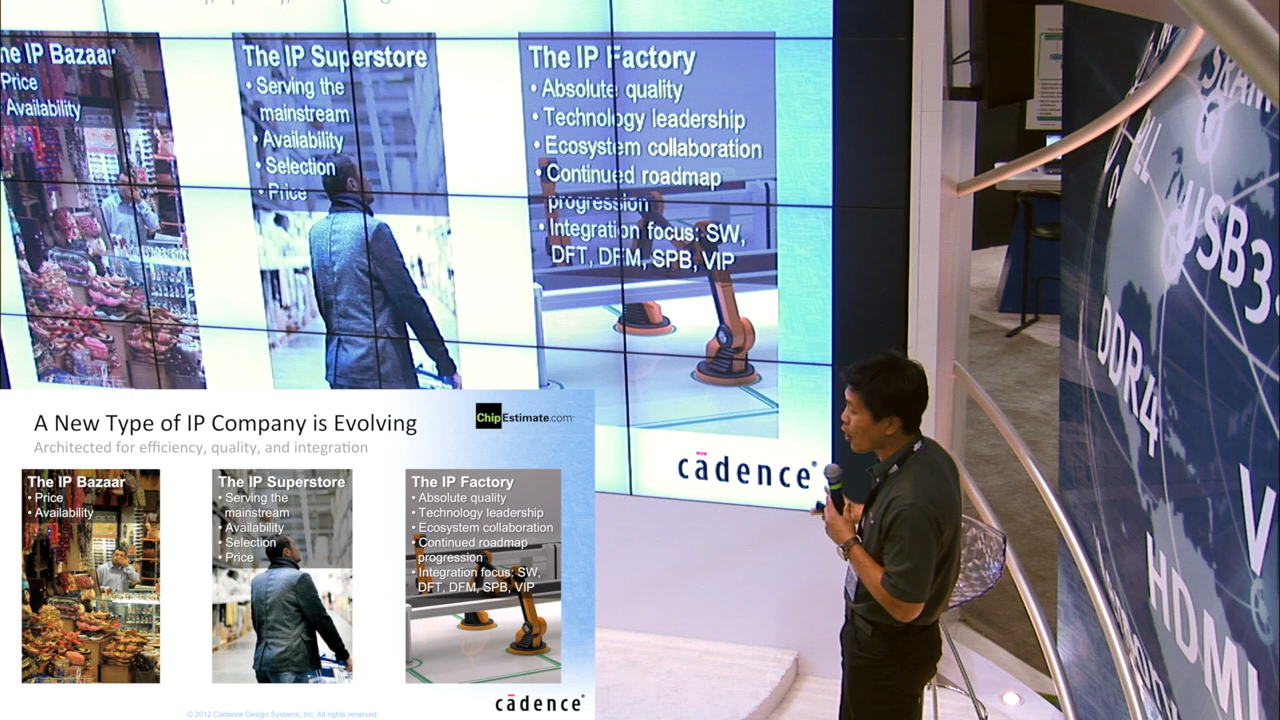 The IP Bazaar
Price
Availability
The IP Superstore
• Serving the
mainstream
• Availability
• Selection
• Price
The IP Factory
• Absolute quality
• Technology leadership
• Ecosystem collaboration
• Continued roadmap
progression
• Integration focus: SW,
DFT, DFM, SPB, VIP
cādence®
A New Type of IP Company is Evolving
Architected for efficiency, quality, and integration
ChipEstimate.com
The IP Bazaar
• Price
• Availability
The IP Superstore
• Serving the
mainstream
• Availability
• Selection
• Price
The IP Factory
• Absolute quality
• Technology leadership
• Ecosystem collaboration
• Continued roadmap
progression
• Integration focus: SW,
DFT, DFM, SPB, VIP
cādence®
© 2012 Cadence Design Systems, Inc. All rights reserved.
USB3
DDR4
HDMI